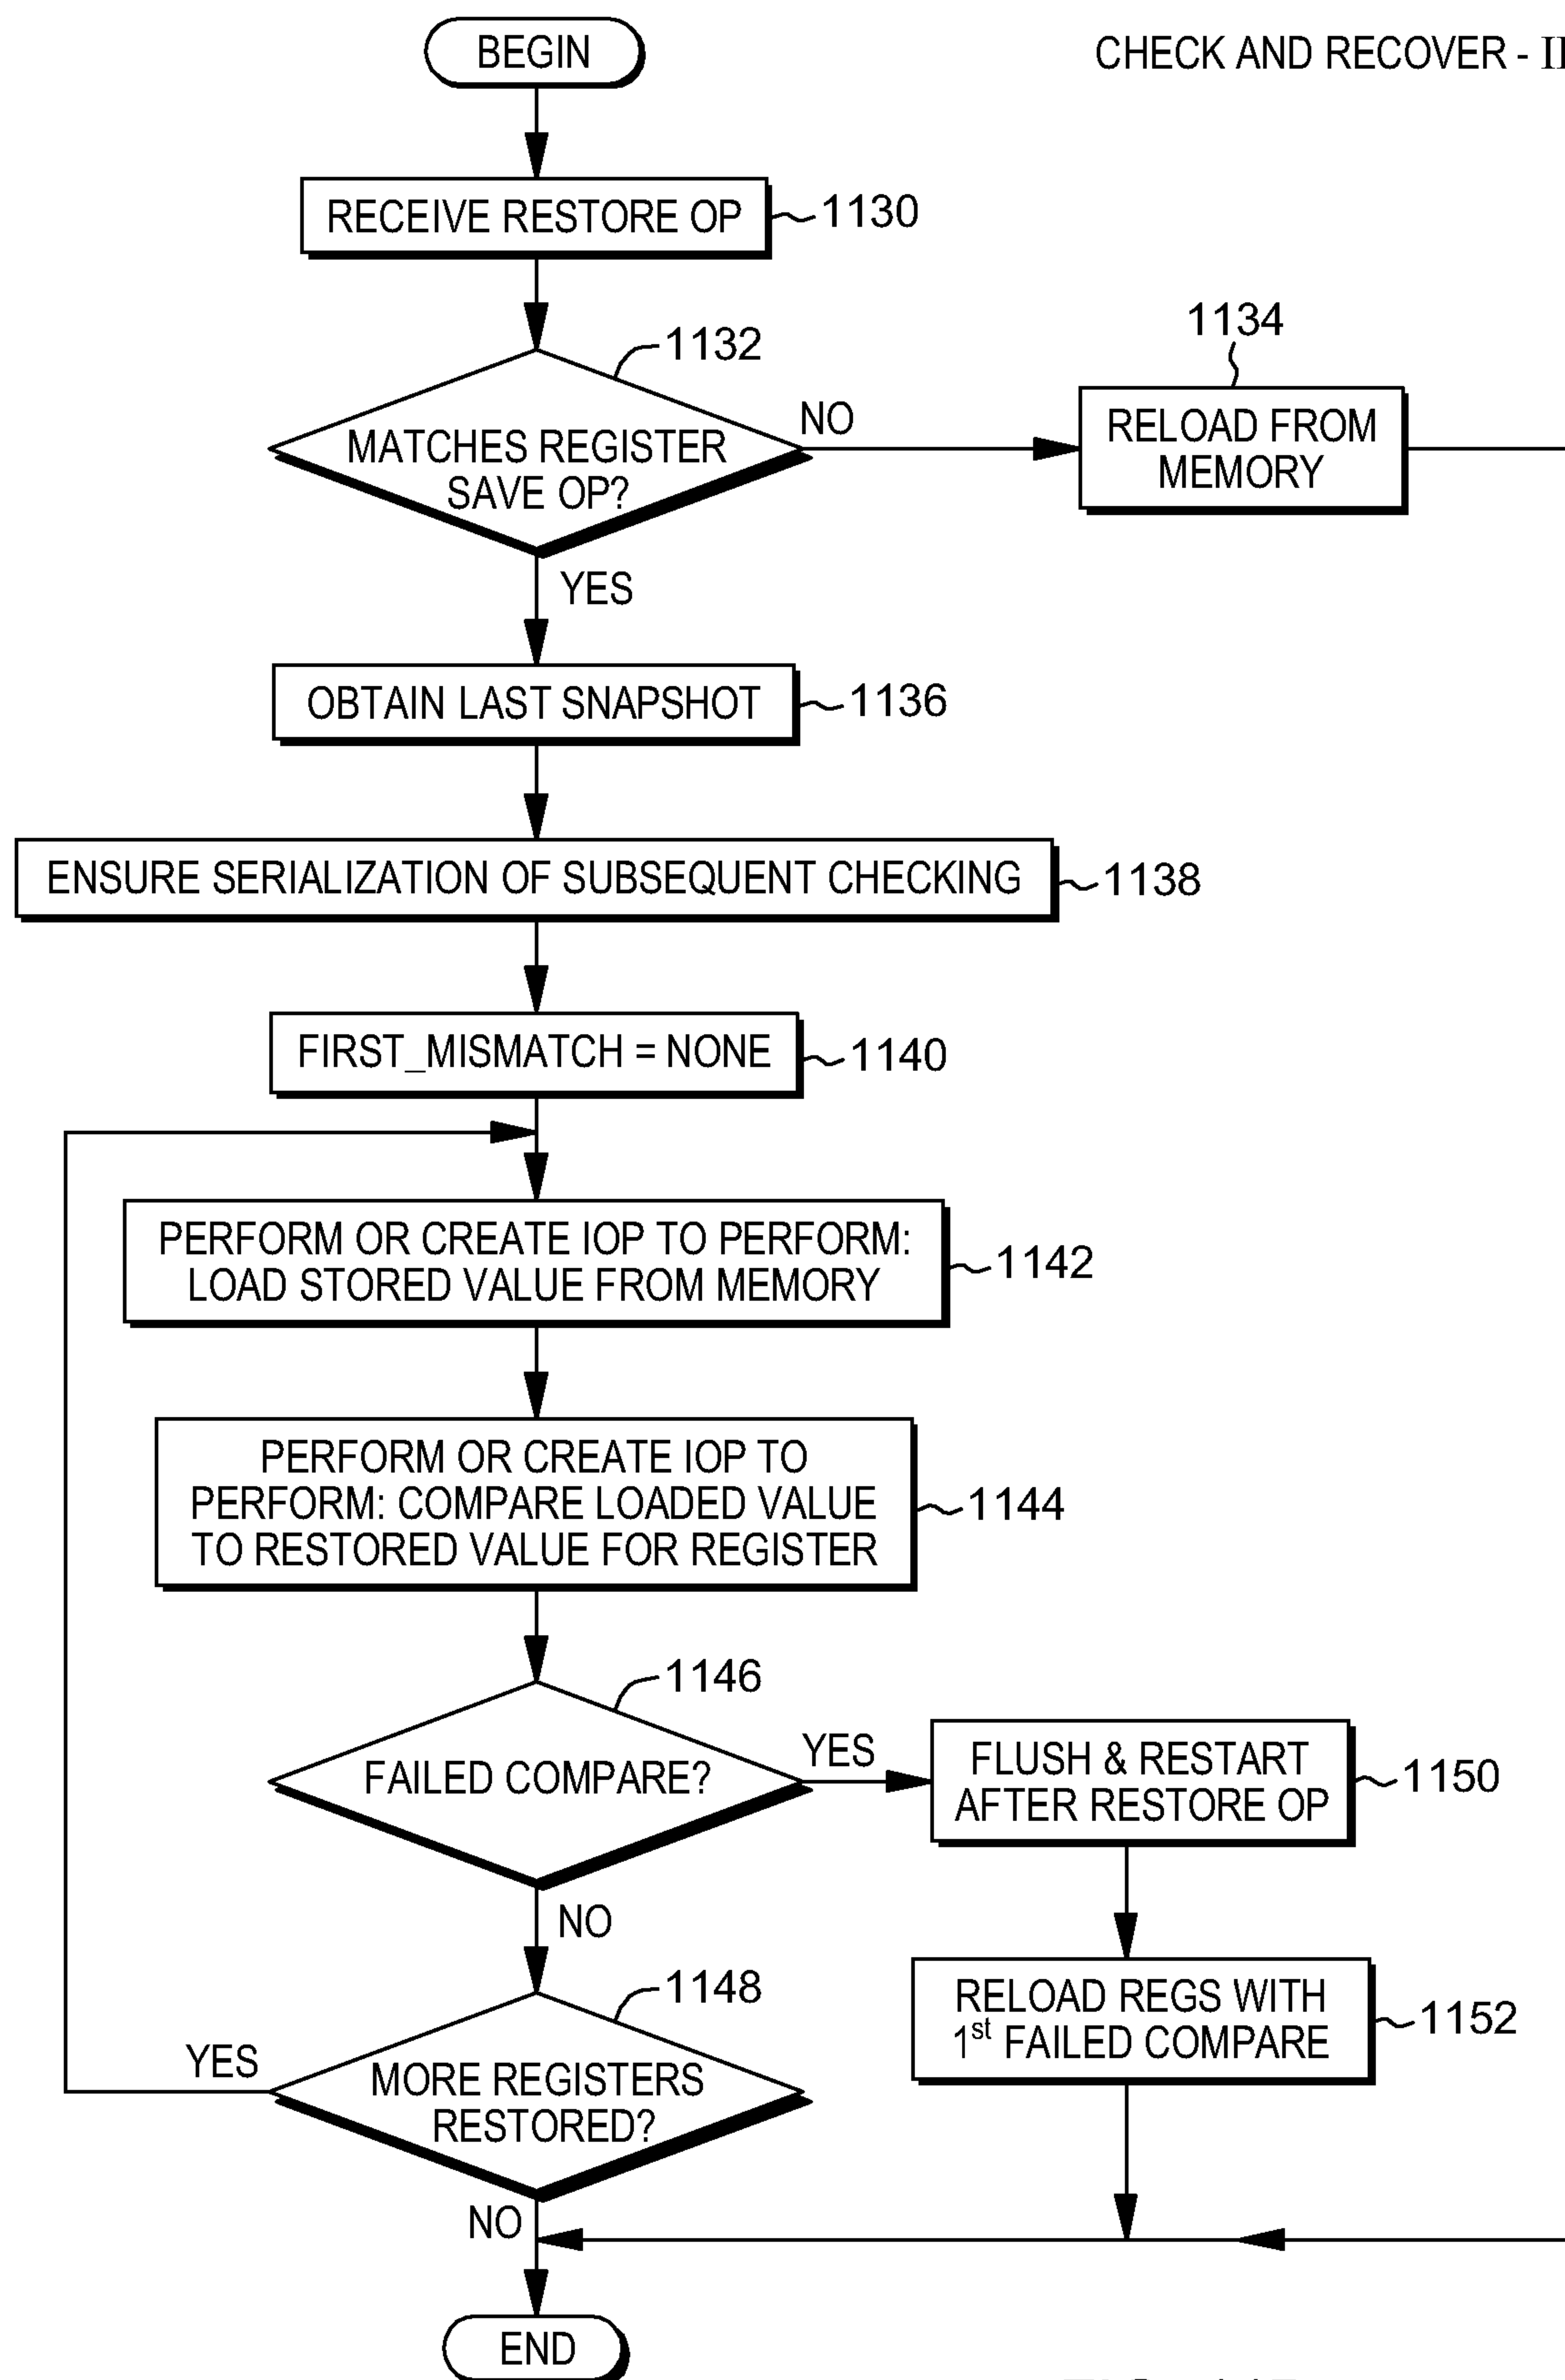 BEGIN
CHECK AND RECOVER - II
RECEIVE RESTORE OP
1130
1132
1134
MATCHES REGISTER
SAVE OP?
NO
RELOAD FROM
MEMORY
YES
OBTAIN LAST SNAPSHOT
1136
ENSURE SERIALIZATION OF SUBSEQUENT CHECKING
1138
FIRST_MISMATCH = NONE
1140
PERFORM OR CREATE IOP TO PERFORM:
LOAD STORED VALUE FROM MEMORY
1142
PERFORM OR CREATE IOP TO
PERFORM: COMPARE LOADED VALUE
TO RESTORED VALUE FOR REGISTER
1144
1146
FAILED COMPARE?
YES
FLUSH & RESTART
AFTER RESTORE OP
1150
NO
1148
MORE REGISTERS
RESTORED?
YES
RELOAD REGS WITH
1st FAILED COMPARE
1152
NO
END